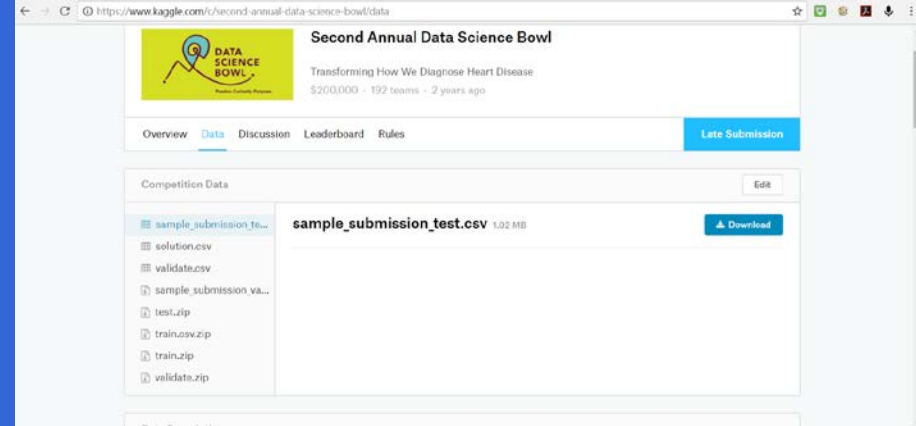 https://www.kaggle.com/c/second-annual-data-science-bowl/data
DATA
SCIENCE
BOWL
Second Annual Data Science Bowl
Transforming How We Diagnose Heart Disease
$200,000 - 192 teams - 2 years ago
Overview Data Discussion Leaderboard Rules Late Submission
Competition Data Edit
sample_submission_te...
sample_submission_test.csv 1.02 MB Download
solution.csv
validate.csv
sample_submission_va...
test.zip
train.csv.zip
train.zip
validate.zip